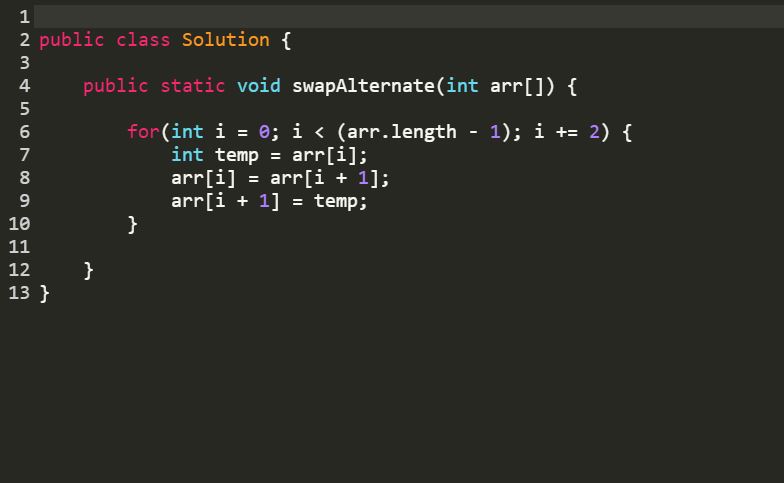 1
2 public class Solution {
3
4     public static void swapAlternate(int arr[]) {
5
6         for(int i = 0; i < (arr.length - 1); i += 2) {
7             int temp = arr[i];
8             arr[i] = arr[i + 1];
9             arr[i + 1] = temp;
10         }
11
12     }
13 }